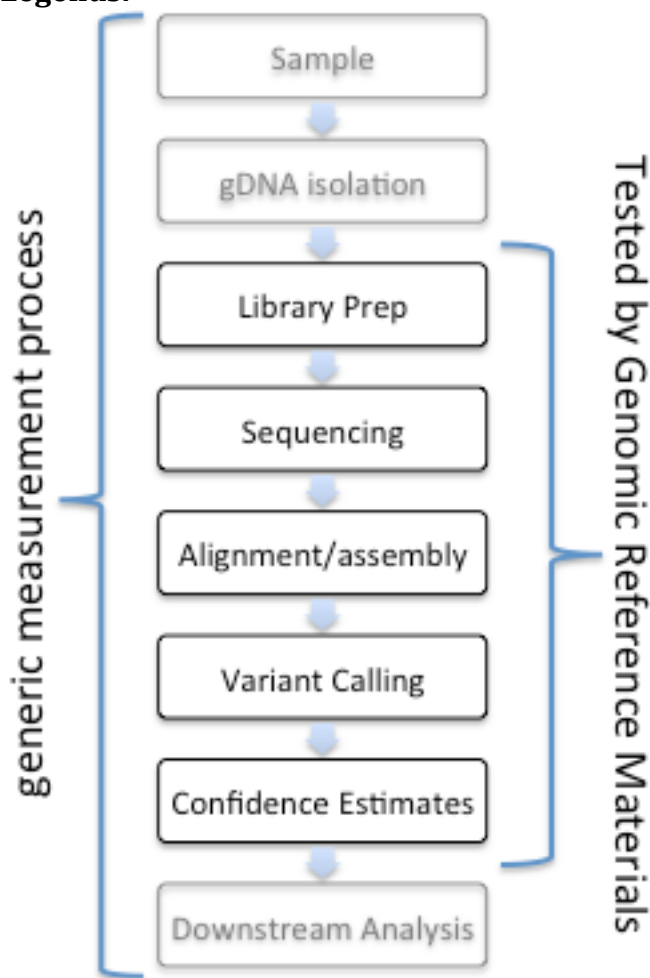 Legends:
generic measurement process
Sample
gDNA isolation
Library Prep
Sequencing
Alignment/assembly
Variant Calling
Confidence Estimates
Downstream Analysis
Tested by Genomic Reference Materials